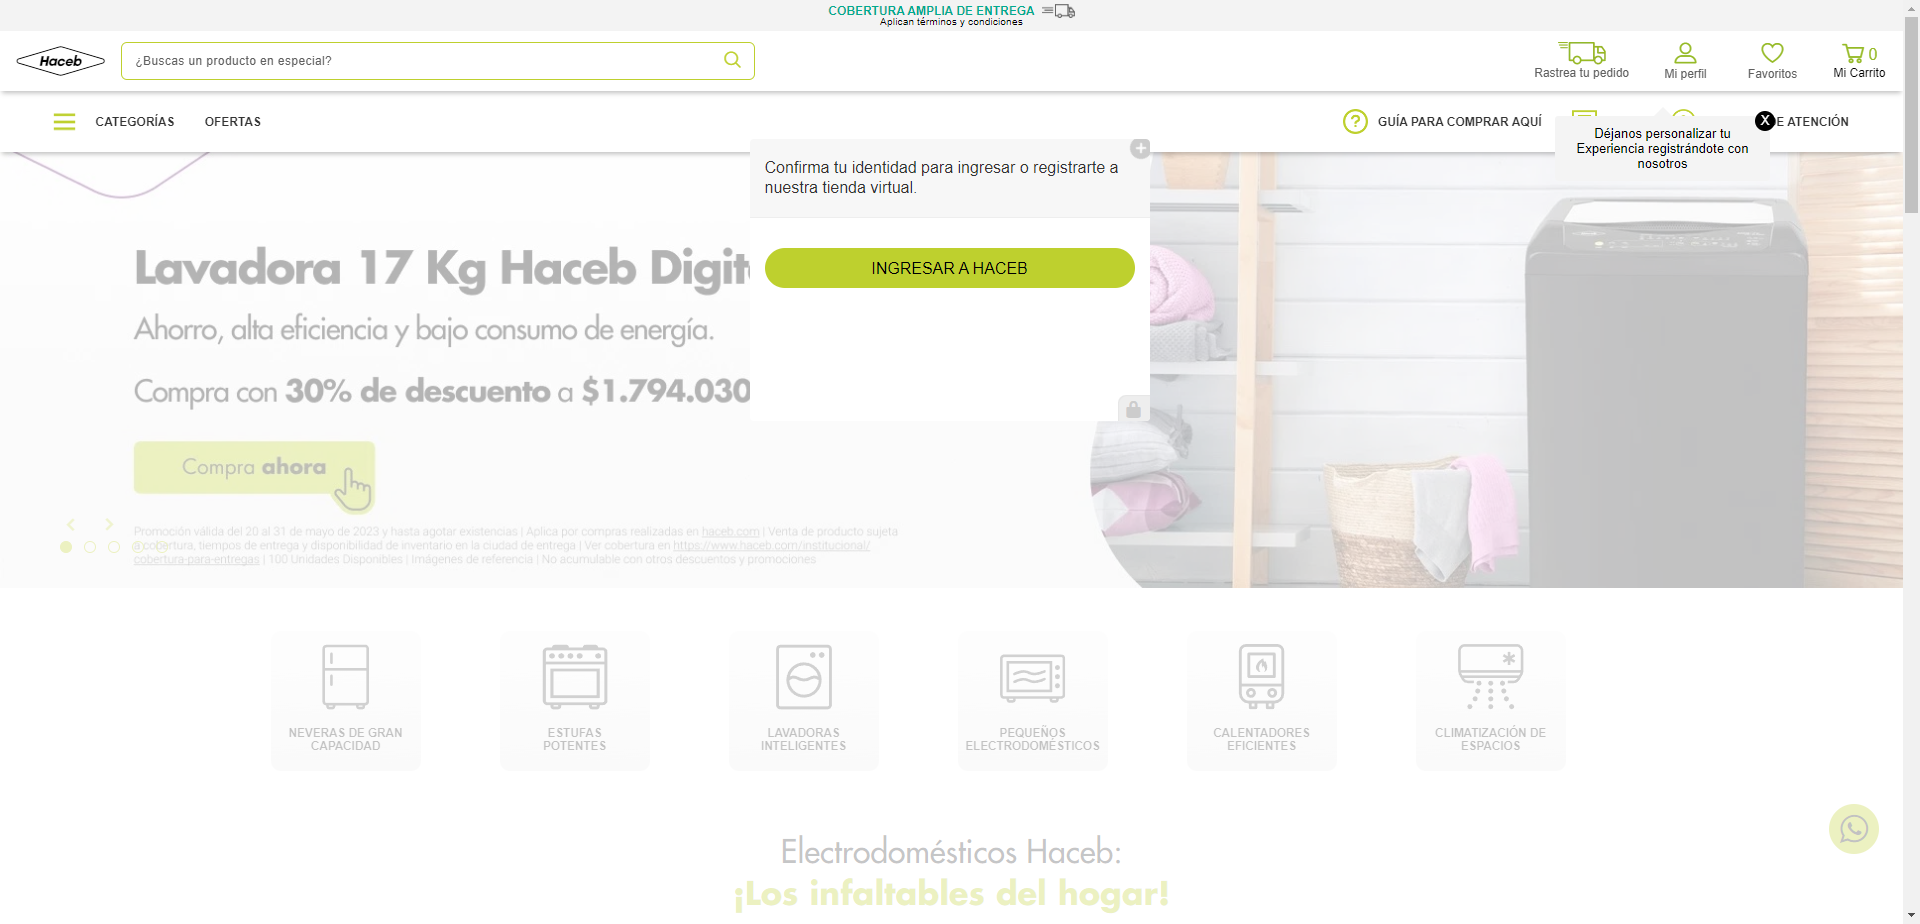 COBERTURA AMPLIA DE ENTREGA
Aplican términos y condiciones
Haceb
¿Buscas un producto en especial?
Rastrea tu pedido
Mi perfil
Favoritos
0
Mi Carrito
CATEGORÍAS
OFERTAS
GUÍA PARA COMPRAR AQUÍ
E ATENCIÓN
X
Déjanos personalizar tu
Experiencia registrándote con
nosotros
Confirma tu identidad para ingresar o registrarte a
nuestra tienda virtual.
INGRESAR A HACEB
Lavadora 17 Kg Haceb
Ahorro, alta eficiencia y bajo consumo de energía.
Compra con 30% de descuento a $1.794.030
Compra ahora
Promoción válida del 20 al 31 de mayo de 2023 y hasta agotar existencias | Aplica por compras realizadas en haceb.com | Venta de producto sujeta
a cobertura, tiempos de entrega y disponibilidad de inventario en la ciudad de entrega | Ver cobertura en https://www.haceb.com/institucional/
cobertura-para-entregas | 100 Unidades Disponibles | Imágenes de referencia | No acumulable con otros descuentos y promociones
NEVERAS DE GRAN
CAPACIDAD
ESTUFAS
POTENTES
LAVADORAS
INTELIGENTES
PEQUEÑOS
ELECTRODOMÉSTICOS
CALENTADORES
EFICIENTES
CLIMATIZACIÓN DE
ESPACIOS
Electrodomésticos Haceb:
¡Los infaltables del hogar!